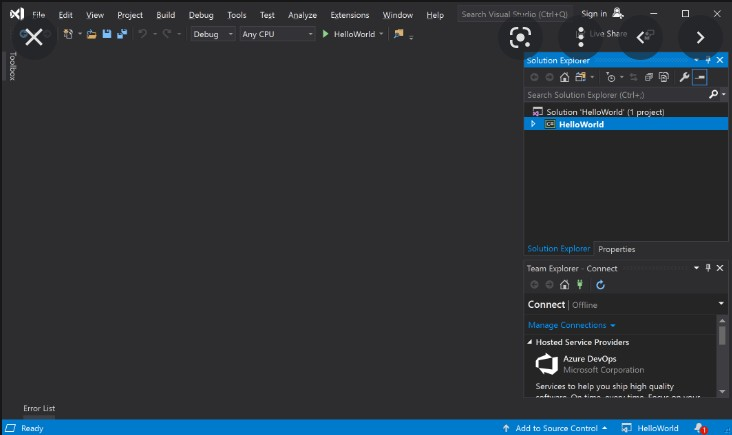 File Edit View Project Build Debug Tools Test Analyze Extensions Window Help Search Visual Studio (Ctrl+Q) Sign in
Debug Any CPU HelloWorld Live Share
Toolbox
Solution Explorer
Search Solution Explorer (Ctrl+;)
Solution 'HelloWorld' (1 project)
C# HelloWorld
Solution Explorer Properties
Team Explorer - Connect
Connect | Offline
Manage Connections
Hosted Service Providers
Azure DevOps
Microsoft Corporation
Services to help you ship high quality
software. On time, every time. Focus on your
Error List
Ready Add to Source Control HelloWorld 1